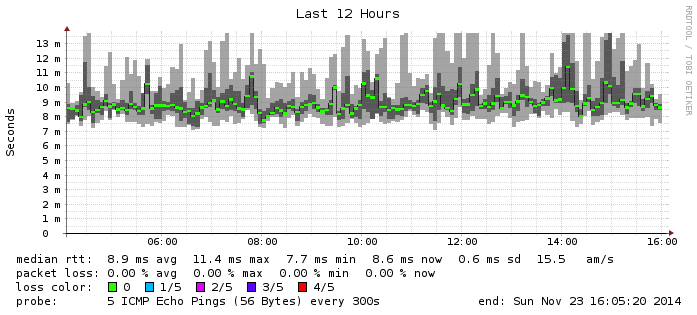 Last 12 Hours
RRDTOOL / TOBI OETIKER
Seconds
13 m
12 m
11 m
10 m
9 m
8 m
7 m
6 m
5 m
4 m
3 m
2 m
1 m
0
06:00 08:00 10:00 12:00 14:00 16:00
median rtt: 8.9 ms avg 11.4 ms max 7.7 ms min 8.6 ms now 0.6 ms sd 15.5 am/s
packet loss: 0.00 % avg 0.00 % max 0.00 % min 0.00 % now
loss color: 0 1/5 2/5 3/5 4/5
probe: 5 ICMP Echo Pings (56 Bytes) every 300s end: Sun Nov 23 16:05:20 2014